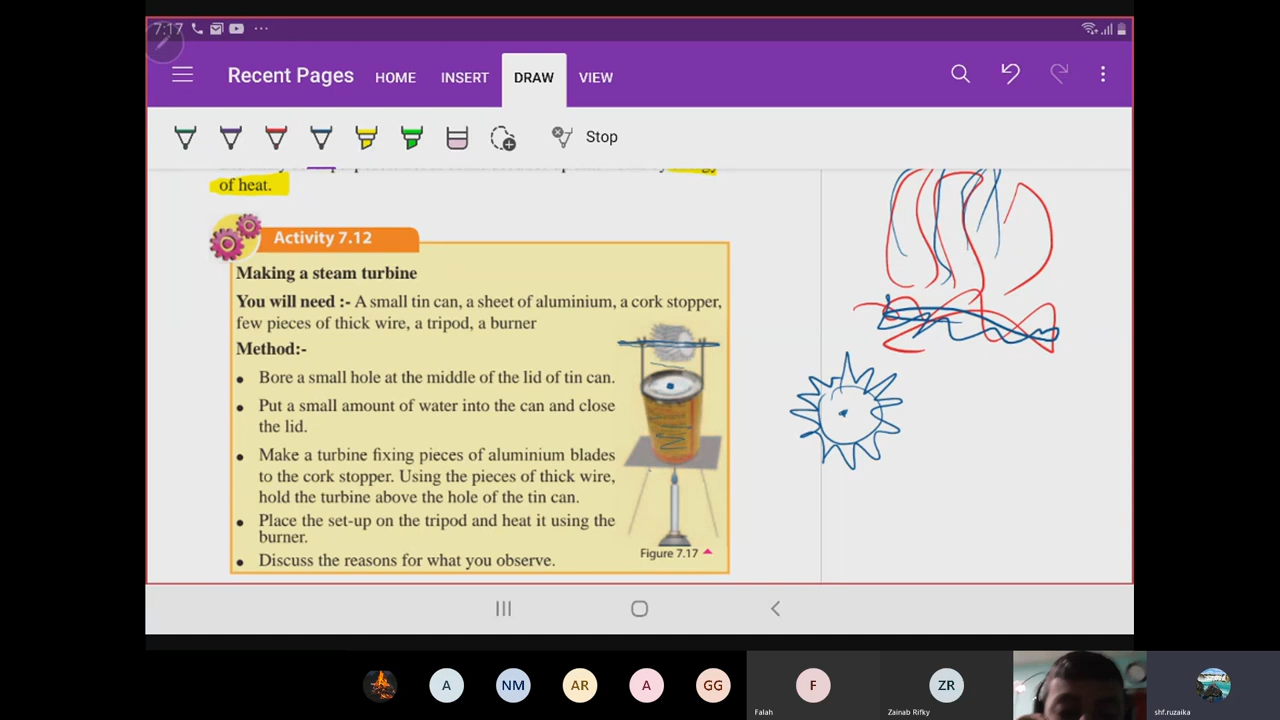 7:17
Recent Pages HOME INSERT DRAW VIEW
Stop
of heat.
Activity 7.12
Making a steam turbine
You will need :- A small tin can, a sheet of aluminium, a cork stopper,
few pieces of thick wire, a tripod, a burner
Method:-
• Bore a small hole at the middle of the lid of tin can.
• Put a small amount of water into the can and close
the lid.
• Make a turbine fixing pieces of aluminium blades
to the cork stopper. Using the pieces of thick wire,
hold the turbine above the hole of the tin can.
• Place the set-up on the tripod and heat it using the
burner.
• Discuss the reasons for what you observe.
Figure 7.17
A NM AR A GG F ZR
Falah Zainab Rifky shf.ruzaika